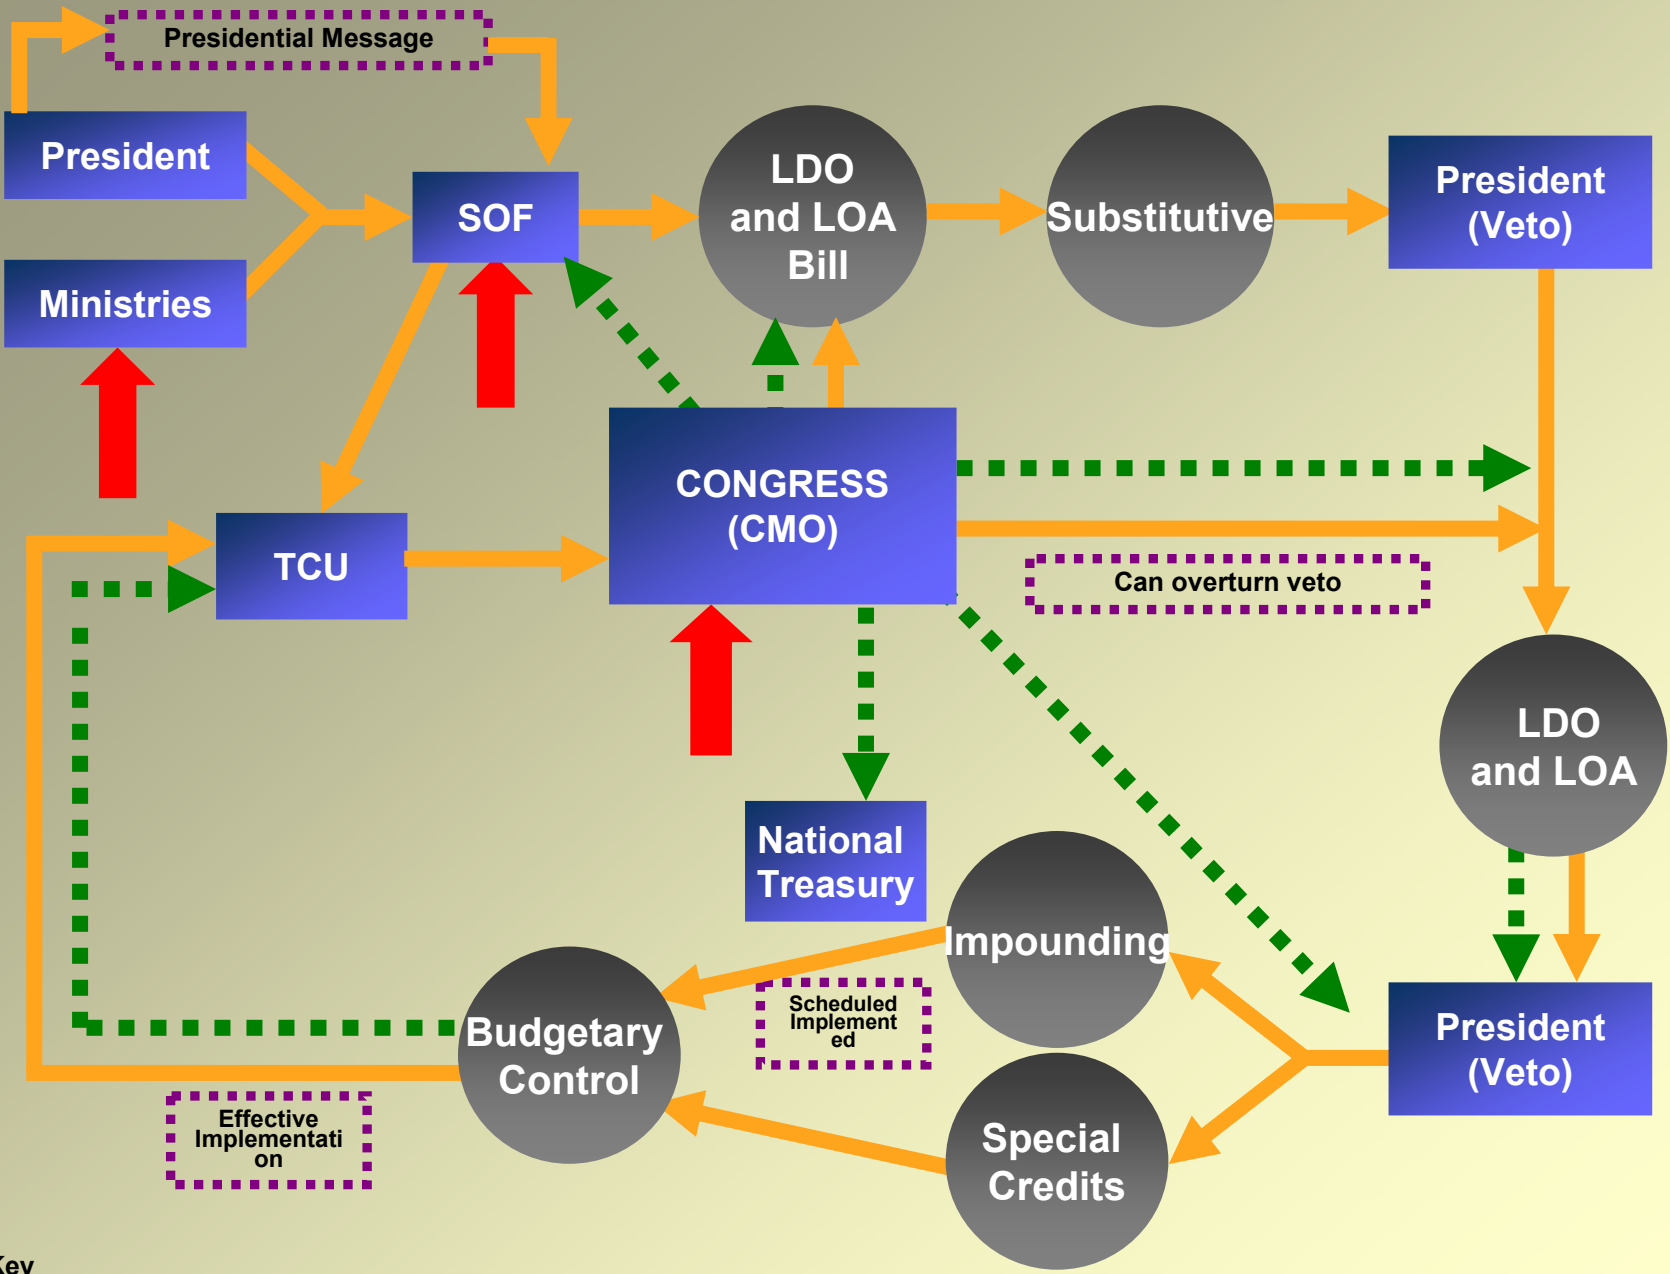 Presidential Message
President
SOF
LDO
and LOA
Bill
Substitutive
President
(Veto)
Ministries
CONGRESS
(CMO)
TCU
Can overturn veto
LDO
and LOA
National
Treasury
Impounding
Scheduled
Implement
ed
Budgetary
Control
President
(Veto)
Effective
Implementati
on
Special
Credits
Key